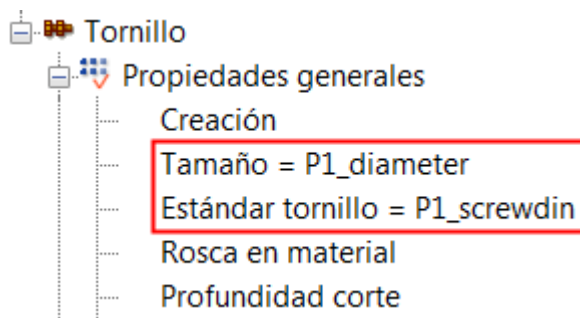 Tornillo
Propiedades generales
Creación
Tamaño = P1_diameter
Estándar tornillo = P1_screwdin
Rosca en material
Profundidad corte